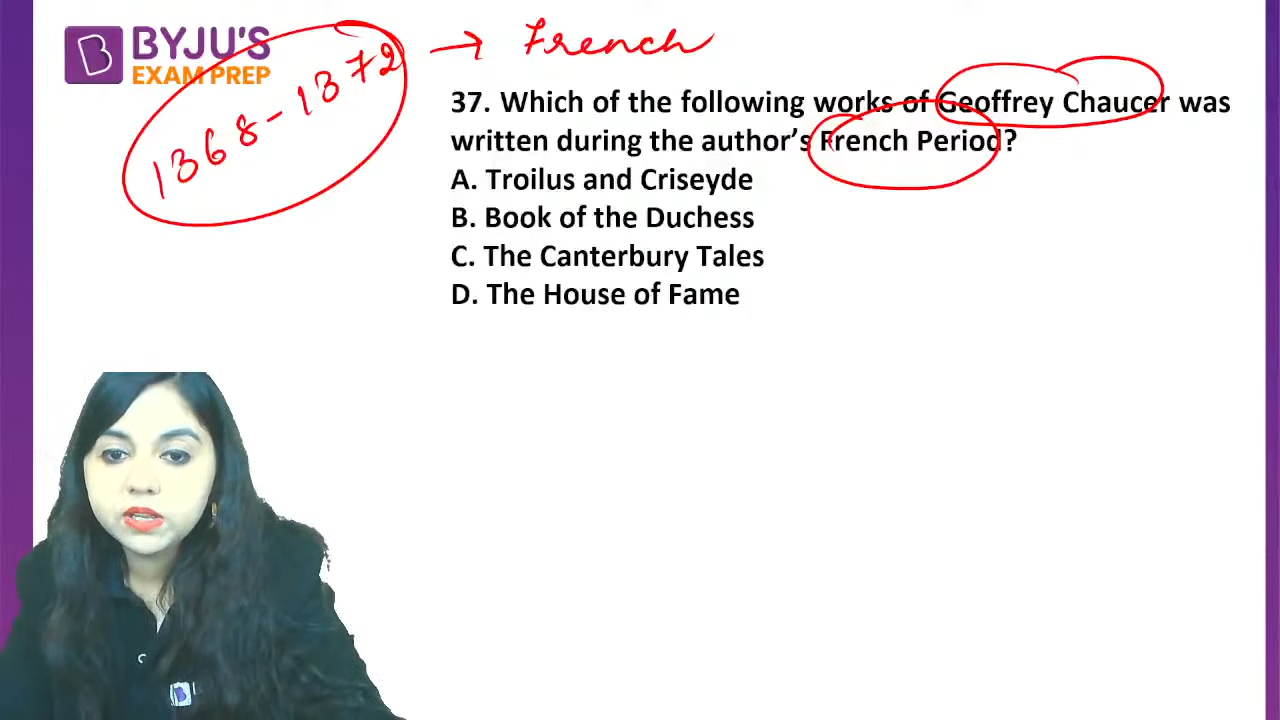 BYJU'S
EXAM PREP
1368-1372 → French
37. Which of the following works of Geoffrey Chaucer was
written during the author's French Period?
A. Troilus and Criseyde
B. Book of the Duchess
C. The Canterbury Tales
D. The House of Fame